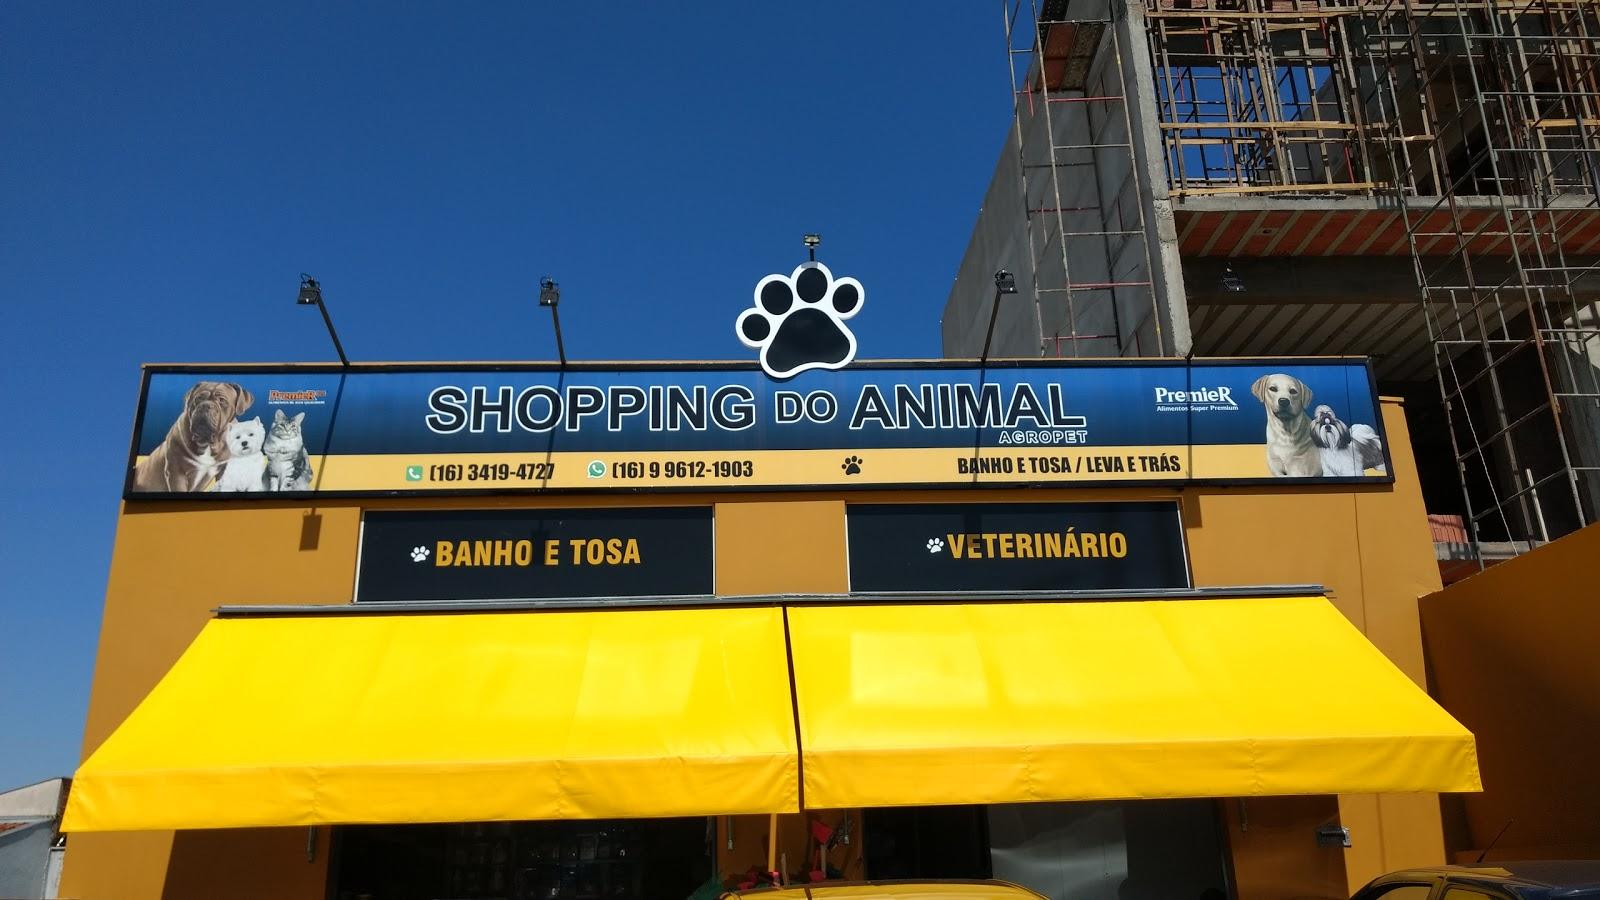 SHOPPING DO ANIMAL
AGROPET
PremieR
PremieR
Alimentos Super Premium
(16) 3419-4727
(16) 9 9612-1903
BANHO E TOSA / LEVA E TRÁS
BANHO E TOSA
VETERINÁRIO